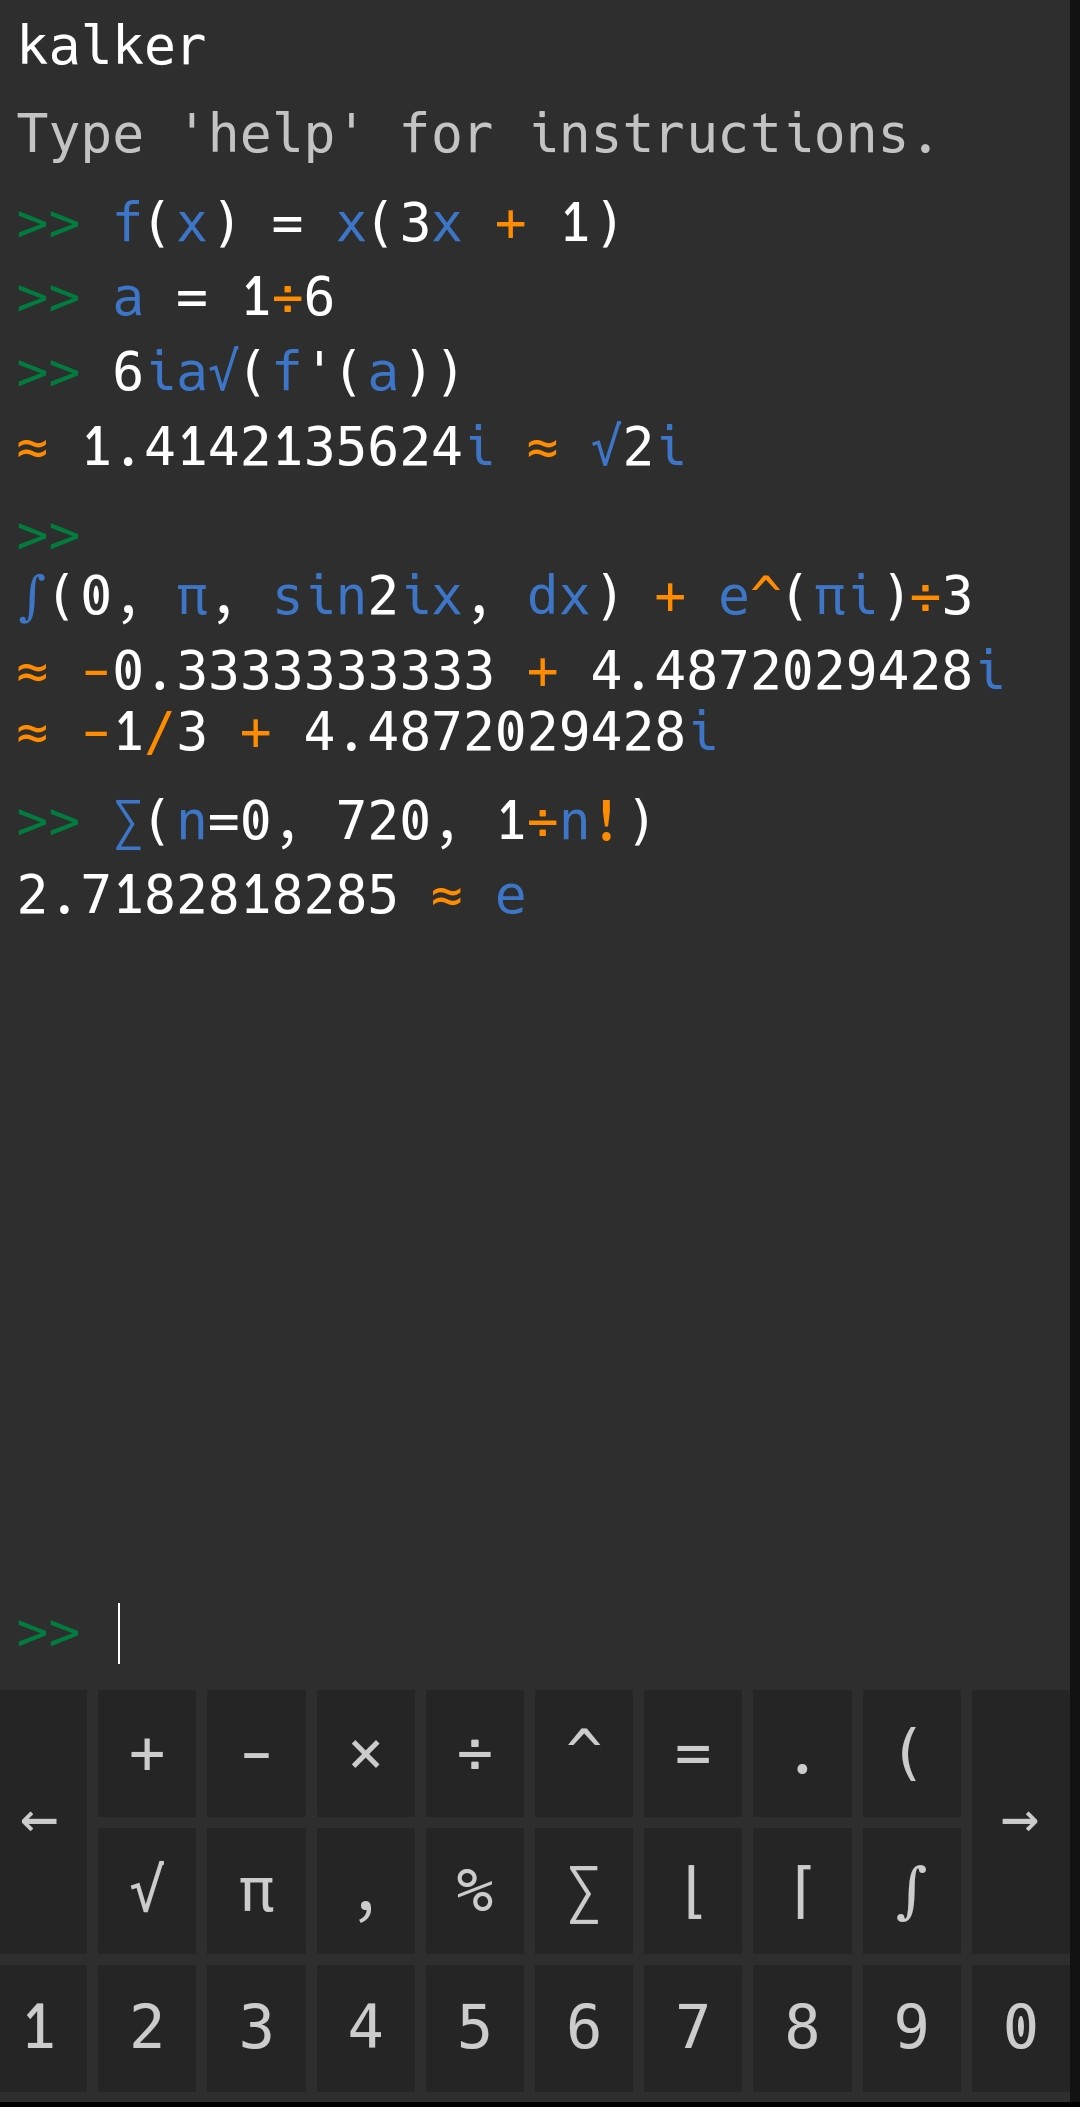 kalker
Type 'help' for instructions.
>> f(x) = x(3x + 1)
>> a = 1÷6
>> 6ia√(f'(a))
≈ 1.4142135624i ≈ √2i
>>
∫(0, π, sin2ix, dx) + e^(πi)÷3
≈ -0.3333333333 + 4.4872029428i
≈ -1/3 + 4.4872029428i
>> ∑(n=0, 720, 1÷n!)
2.7182818285 ≈ e
>>
+ - × ÷ ^ = . (
← →
√ π , % ∑ ⌊ ⌈ ∫
1 2 3 4 5 6 7 8 9 0